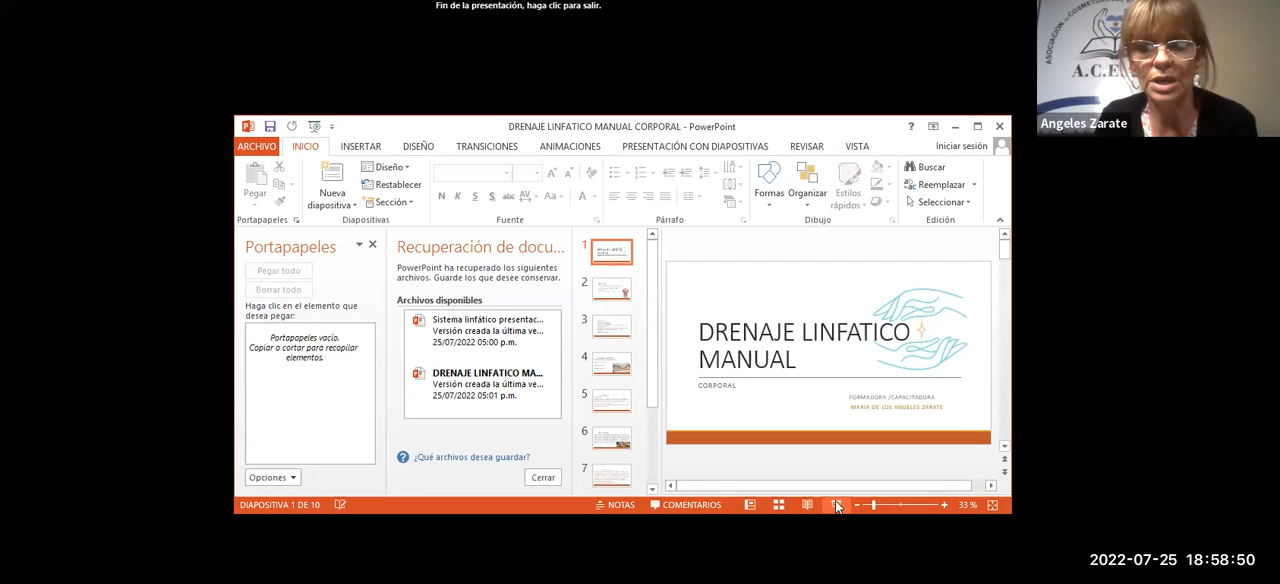 Fin de la presentación, haga clic para salir.
ASOCIACION de COSMETOLOG
A.C.E
Angeles Zarate
DRENAJE LINFATICO MANUAL CORPORAL - PowerPoint
ARCHIVO INICIO INSERTAR DISEÑO TRANSICIONES ANIMACIONES PRESENTACIÓN CON DIAPOSITIVAS REVISAR VISTA Iniciar sesión
Pegar
Nueva diapositiva
Diseño
Restablecer
Sección
N K S S abc AV Aa A
Formas
Organizar
Estilos rápidos
Buscar
Reemplazar
Seleccionar
Portapapeles Diapositivas Fuente Párrafo Dibujo Edición
Portapapeles
Pegar todo
Borrar todo
Haga clic en el elemento que
desea pegar:
Portapapeles vacío.
Copiar o cortar para recopilar
elementos.
Opciones
Recuperación de docu...
PowerPoint ha recuperado los siguientes
archivos. Guarde los que desee conservar.
Archivos disponibles
Sistema linfático presentac...
Versión creada la última ve...
25/07/2022 05:00 p.m.
DRENAJE LINFATICO MA...
Versión creada la última ve...
25/07/2022 05:01 p.m.
¿Qué archivos desea guardar?
Cerrar
1
2
3
4
5
6
7
DRENAJE LINFATICO
MANUAL
CORPORAL
FORMADORA /CAPACITADORA
MARIA DE LOS ANGELES ZARATE
DIAPOSITIVA 1 DE 10
NOTAS
COMENTARIOS
33 %
2022-07-25 18:58:50